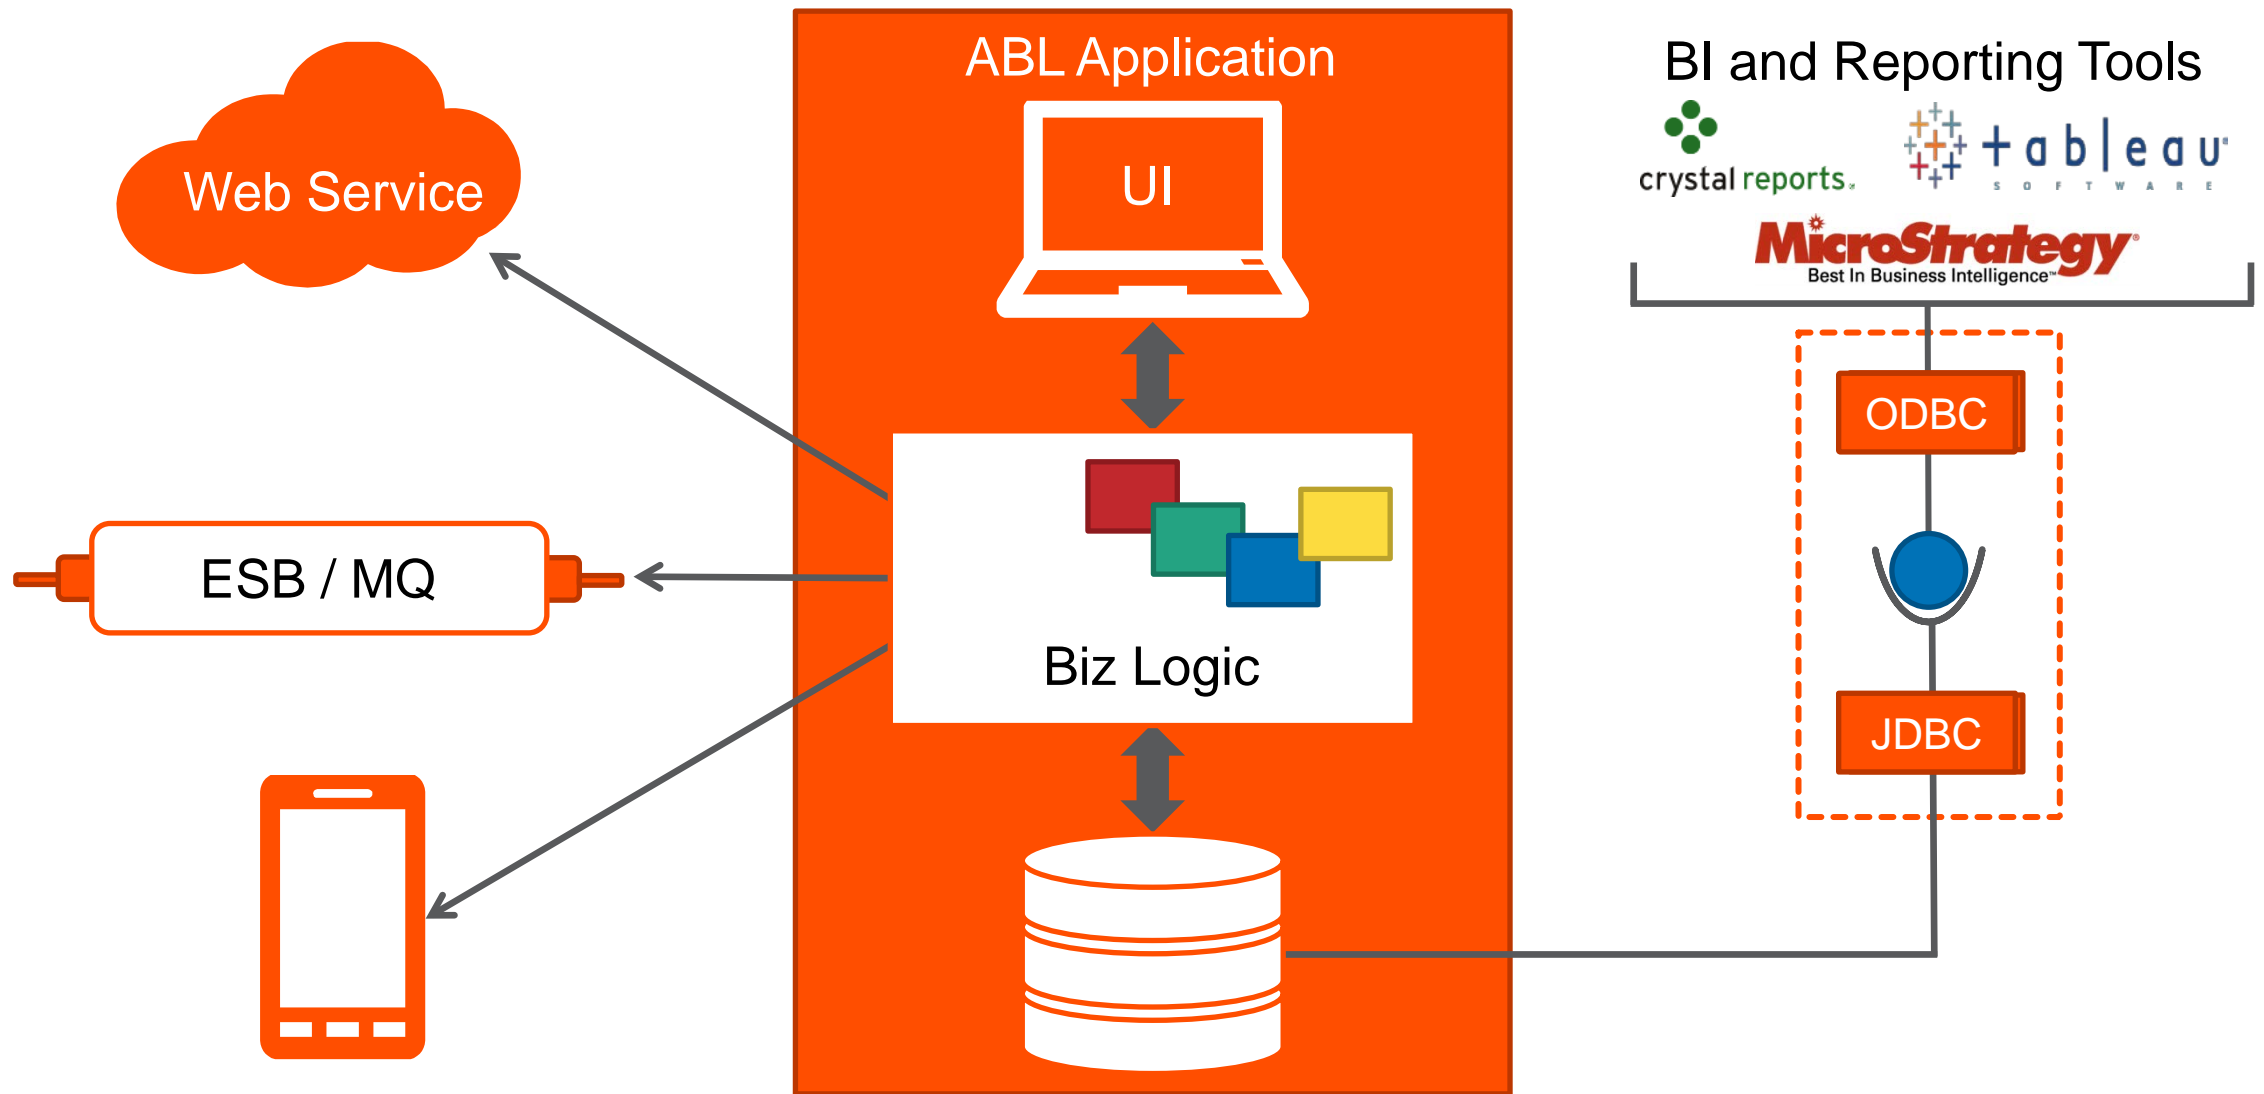 ABL Application
UI
Biz Logic
Web Service
ESB / MQ
BI and Reporting Tools
crystal reports.
+ableau®
SOFTWARE
MicroStrategy®
Best In Business Intelligence™
ODBC
JDBC